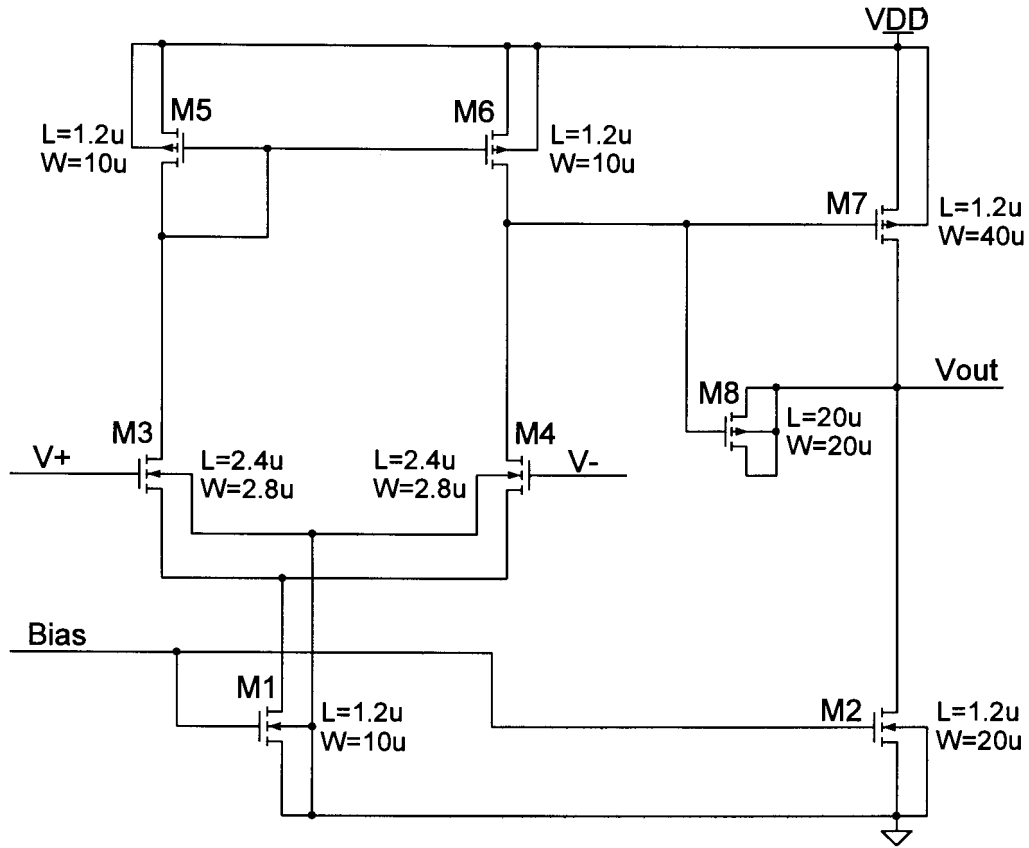 VDD
M5
L=1.2u
W=10u
M6
L=1.2u
W=10u
M7
L=1.2u
W=40u
Vout
M8
L=20u
W=20u
M3
V+
L=2.4u
W=2.8u
M4
L=2.4u
W=2.8u
V-
Bias
M1
L=1.2u
W=10u
M2
L=1.2u
W=20u